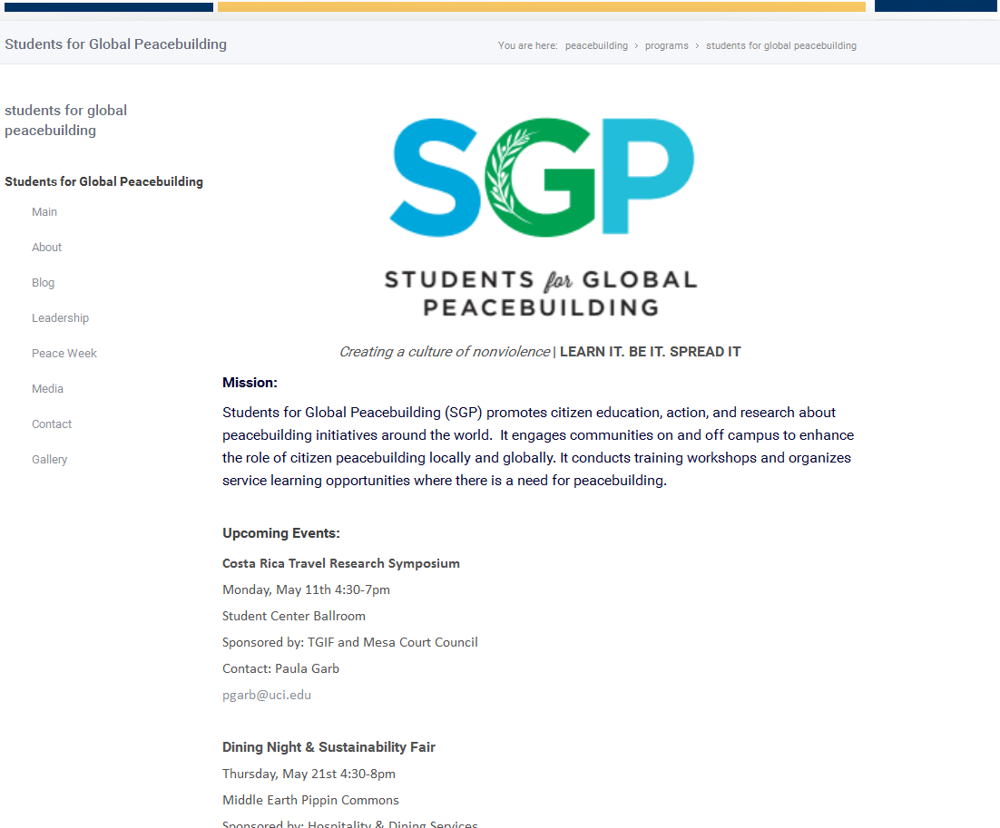 Students for Global Peacebuilding
You are here: peacebuilding › programs › students for global peacebuilding
students for global
peacebuilding
Students for Global Peacebuilding
Main
About
Blog
Leadership
Peace Week
Media
Contact
Gallery
SGP
STUDENTS for GLOBAL
PEACEBUILDING
Creating a culture of nonviolence | LEARN IT. BE IT. SPREAD IT
Mission:
Students for Global Peacebuilding (SGP) promotes citizen education, action, and research about
peacebuilding initiatives around the world.  It engages communities on and off campus to enhance
the role of citizen peacebuilding locally and globally. It conducts training workshops and organizes
service learning opportunities where there is a need for peacebuilding.
Upcoming Events:
Costa Rica Travel Research Symposium
Monday, May 11th 4:30-7pm
Student Center Ballroom
Sponsored by: TGIF and Mesa Court Council
Contact: Paula Garb
pgarb@uci.edu
Dining Night & Sustainability Fair
Thursday, May 21st 4:30-8pm
Middle Earth Pippin Commons
Sponsored by: Hospitality & Dining Services